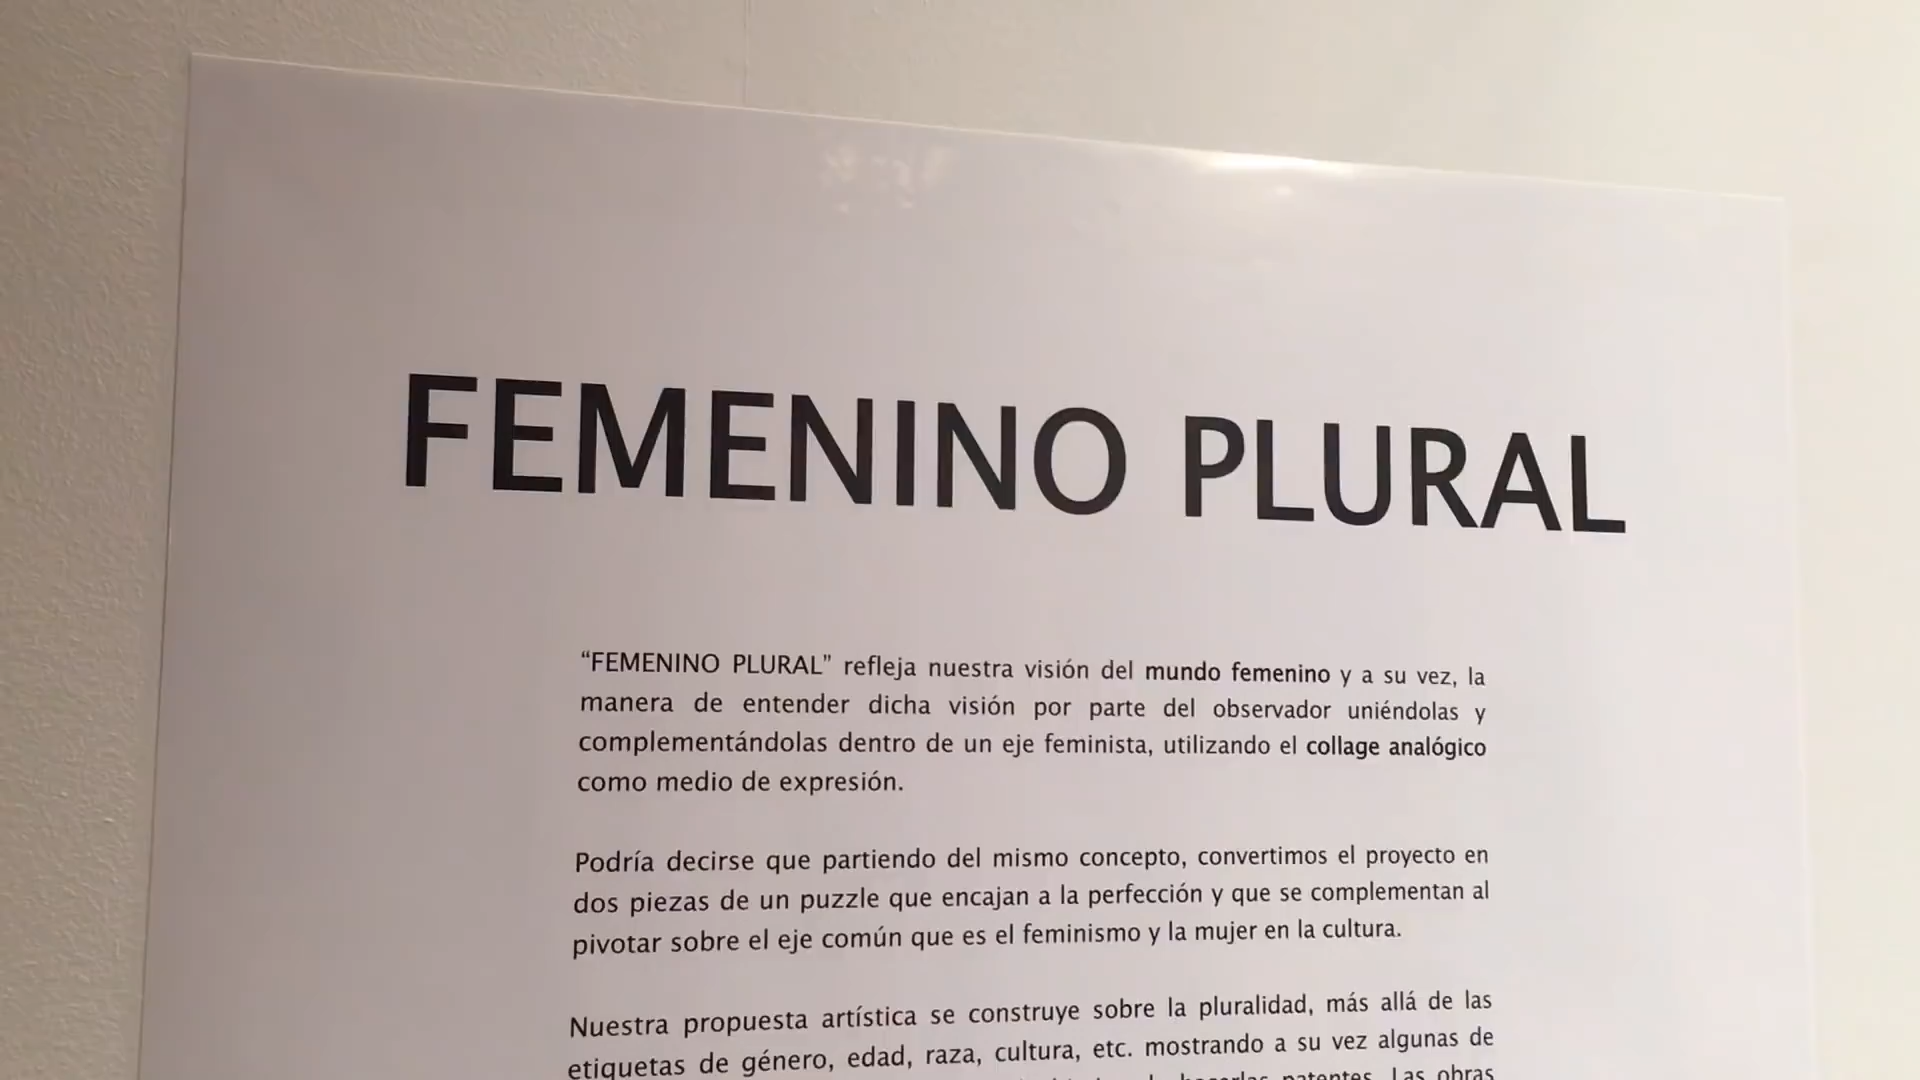 FEMENINO PLURAL
“FEMENINO PLURAL” refleja nuestra visión del mundo femenino y a su vez, la
manera de entender dicha visión por parte del observador uniéndolas y
complementándolas dentro de un eje feminista, utilizando el collage analógico
como medio de expresión.
Podría decirse que partiendo del mismo concepto, convertimos el proyecto en
dos piezas de un puzzle que encajan a la perfección y que se complementan al
pivotar sobre el eje común que es el feminismo y la mujer en la cultura.
Nuestra propuesta artística se construye sobre la pluralidad, más allá de las
etiquetas de género, edad, raza, cultura, etc. mostrando a su vez algunas de
hacerlas patentes. Las obras